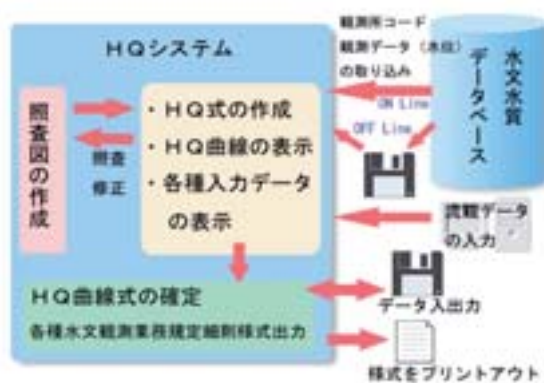 HQシステム
観測所コード
観測データ（水位）
の取り込み
ON Line
OFF Line
水文水質
データベース
照査図の作成
照査
修正
・HQ式の作成
・HQ曲線の表示
・各種入力データ
の表示
流観データ
の入力
HQ曲線式の確定
各種水文観測業務規定細則様式出力
データ入出力
様式をプリントアウト